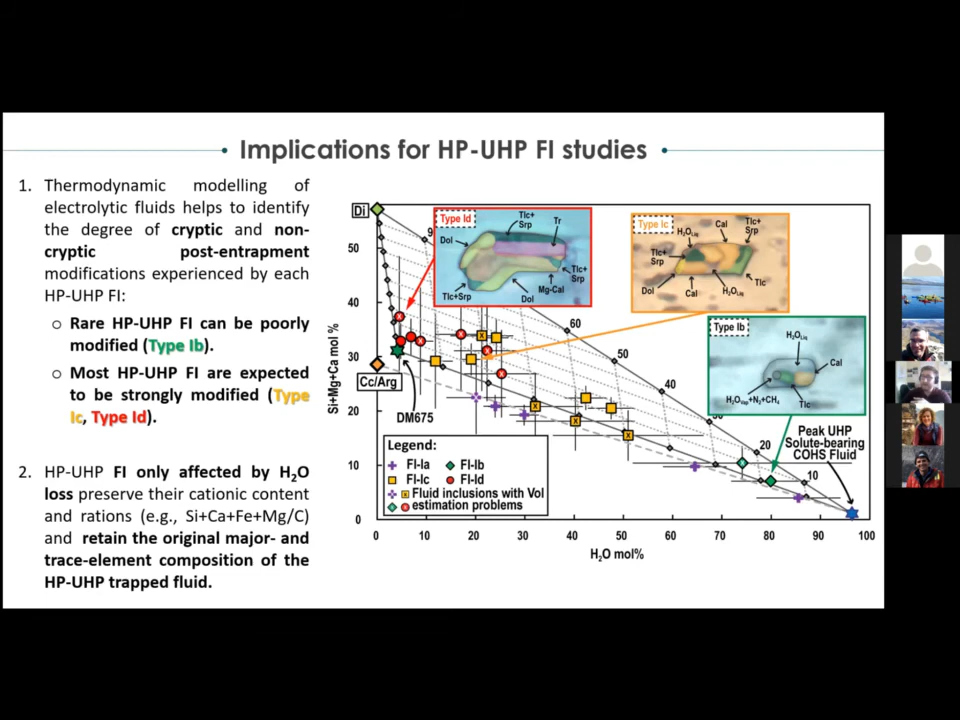 Implications for HP-UHP FI studies
1. Thermodynamic modelling of
electrolytic fluids helps to identify
the degree of cryptic and non-
cryptic post-entrapment
modifications experienced by each
HP-UHP FI:
o Rare HP-UHP FI can be poorly
modified (Type Ib).
o Most HP-UHP FI are expected
to be strongly modified (Type
Ic, Type Id).
2. HP-UHP FI only affected by H2O
loss preserve their cationic content
and rations (e.g., Si+Ca+Fe+Mg/C)
and retain the original major- and
trace-element composition of the
HP-UHP trapped fluid.
Si+Mg+Ca mol %
Di
50
40
30
20
10
0
Cc/Arg
DM675
9
60
50
40
20
10
Type Id
Tlc+
Srp
Tr
Dol
Tlc+
Srp
Mg-Cal
Tlc+Srp
Dol
Type Ic
H2OLiq
Cal
Tlc+
Srp
Tlc+
Srp
Tlc
Dol
Cal
H2OLiq
Type Ib
H2OLiq
Cal
H2OVap+N2+CH4
Tlc
Peak UHP
Solute-bearing
COHS Fluid
Legend:
FI-Ia FI-Ib
FI-Ic FI-Id
Fluid inclusions with Vol
estimation problems
0 10 20 30 40 50 60 70 80 90 100
H2O mol%